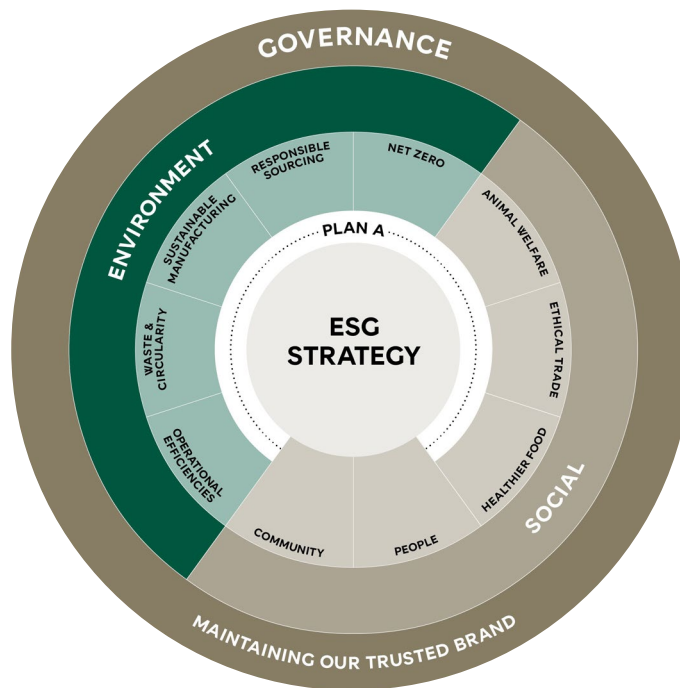 GOVERNANCE
ENVIRONMENT
RESPONSIBLE
SOURCING
NET ZERO
SUSTAINABLE
MANUFACTURING
ANIMAL WELFARE
PLAN A
WASTE &
CIRCULARITY
ESG
STRATEGY
ETHICAL TRADE
OPERATIONAL
EFFICIENCIES
HEALTHIER FOOD
SOCIAL
COMMUNITY
PEOPLE
MAINTAINING OUR TRUSTED BRAND